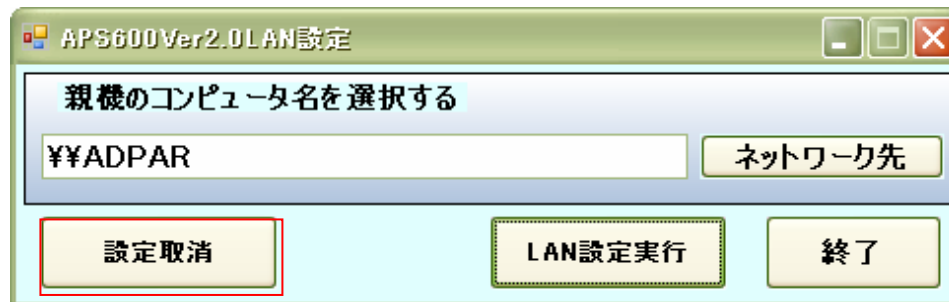 APS600Ver2.0LAN設定
親機のコンピュータ名を選択する
¥¥ADPAR
ネットワーク先
設定取消
LAN設定実行
終了